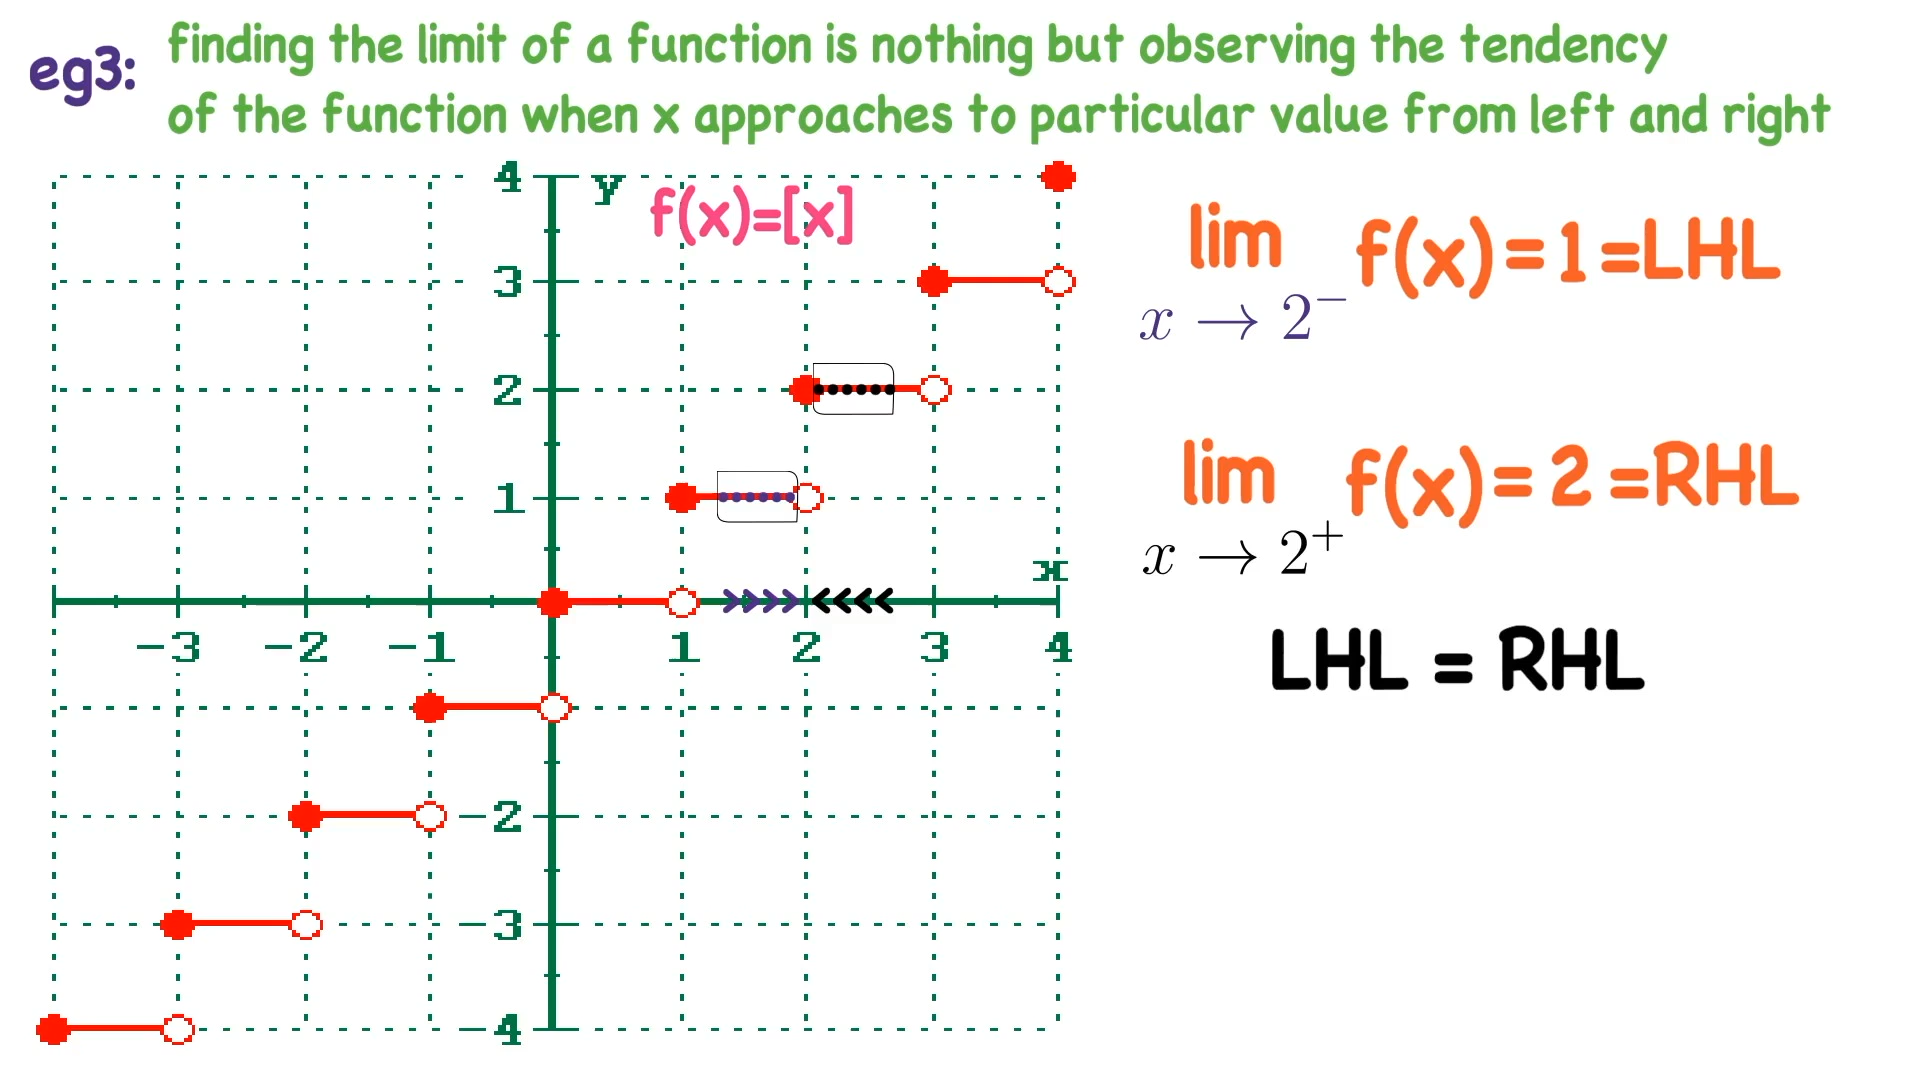 eg3:
finding the limit of a function is nothing but observing the tendency
of the function when x approaches to particular value from left and right
4
y
f(x)=[x]
3
2
1
x
-3 -2 -1 1 2 3 4
-2
-3
-4
lim f(x) = 1 =LHL
x → 2⁻
lim f(x) = 2 =RHL
x → 2⁺
LHL = RHL